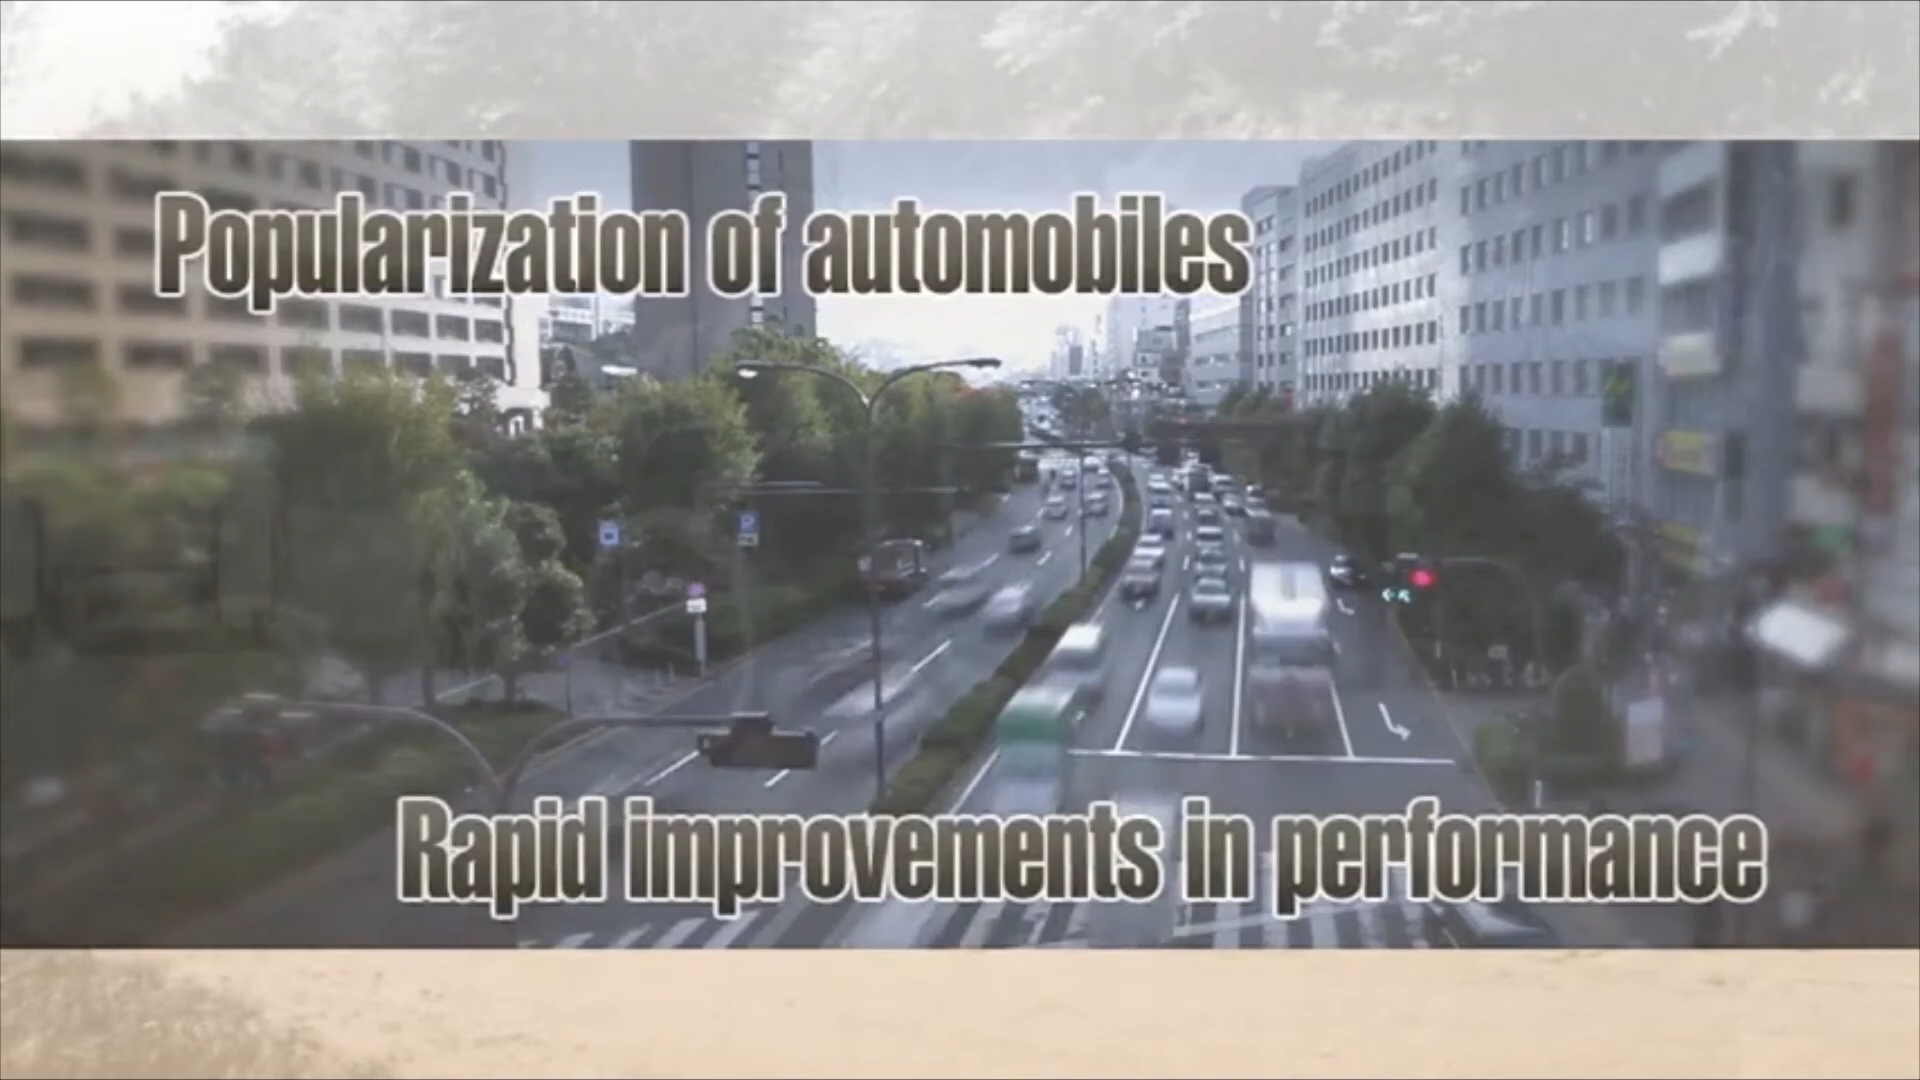 Popularization of automobiles
Rapid improvements in performance